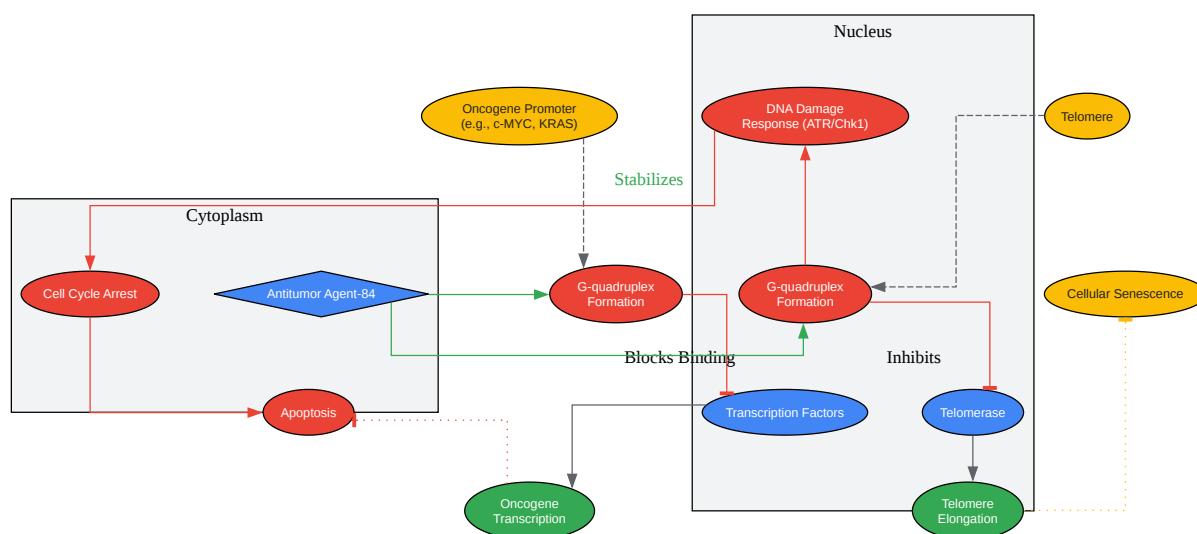 Nucleus
Oncogene Promoter
(e.g., c-MYC, KRAS)
DNA Damage
Response (ATR/Chk1)
Telomere
Stabilizes
Cytoplasm
Cell Cycle Arrest
Antitumor Agent-84
G-quadruplex
Formation
G-quadruplex
Formation
Cellular Senescence
Blocks Binding
Inhibits
Apoptosis
Transcription Factors
Telomerase
Oncogene
Transcription
Telomere
Elongation